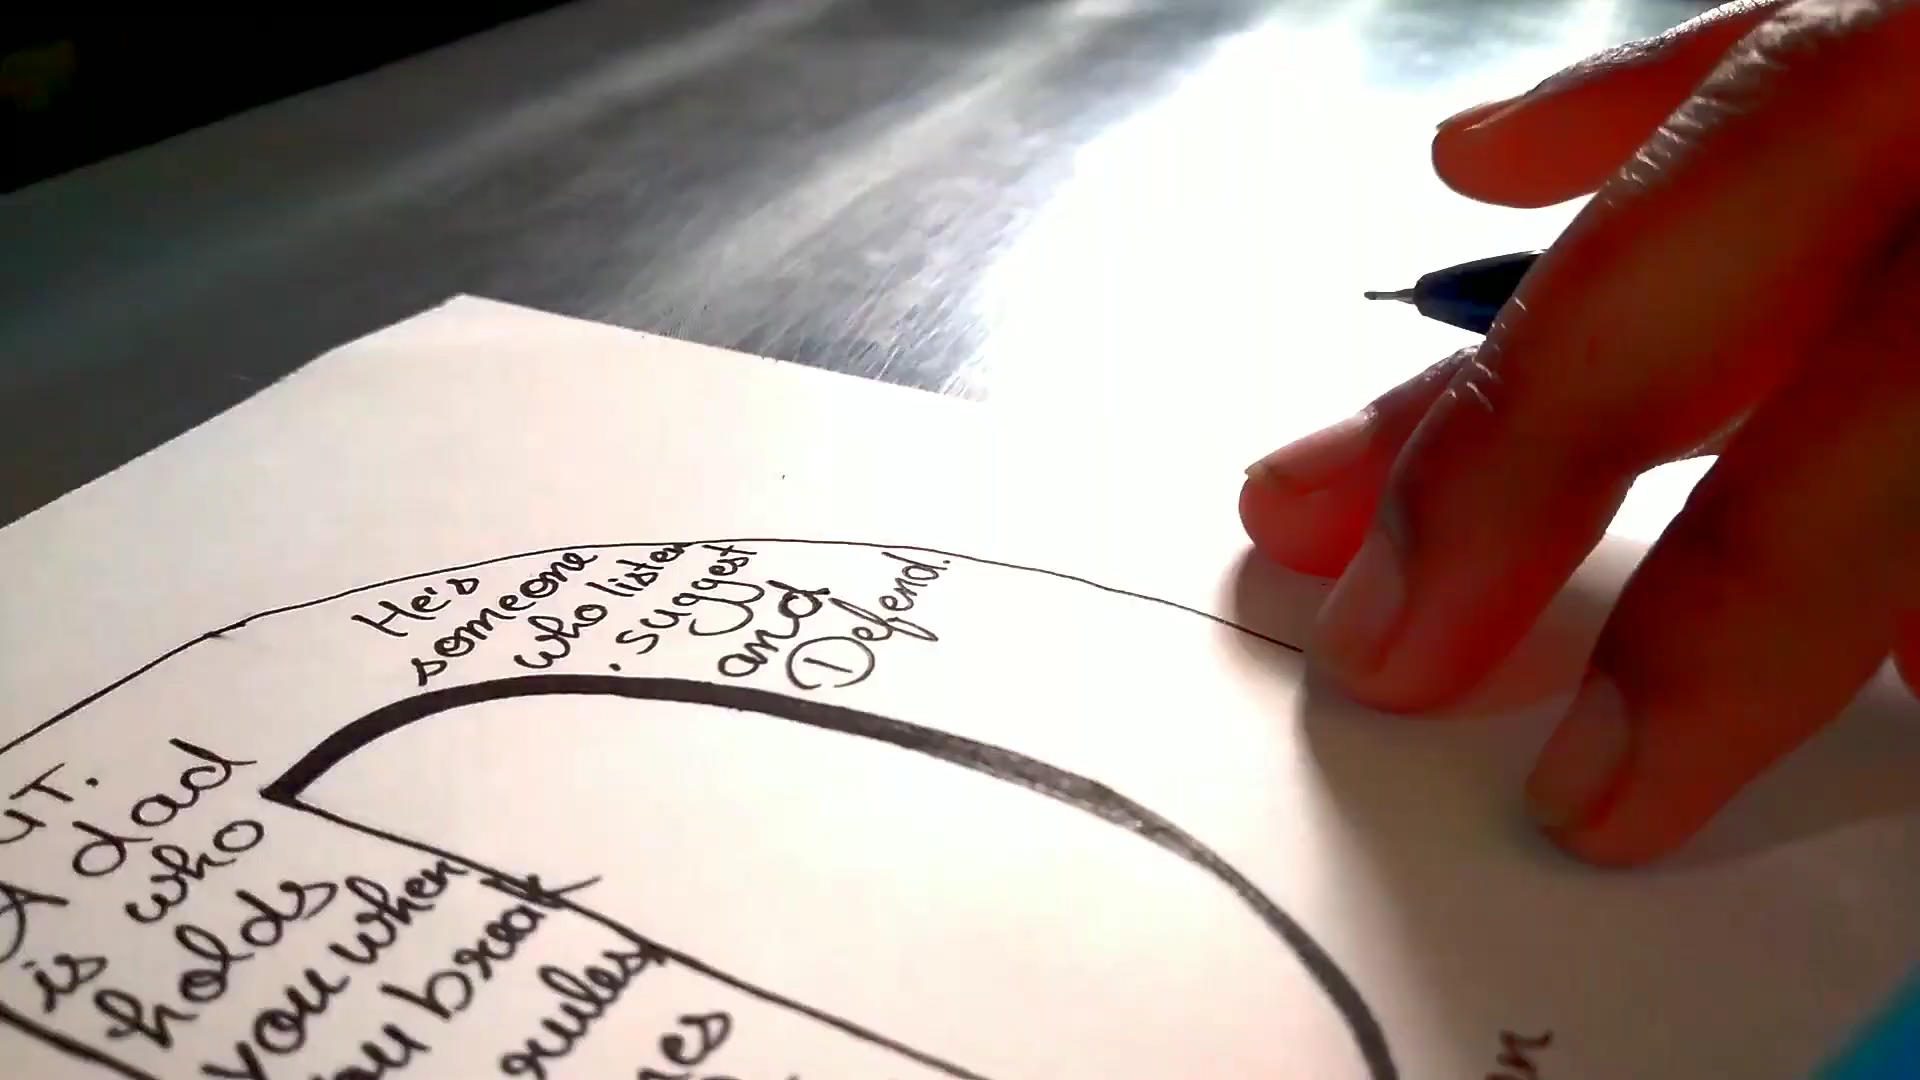 He's
someone
who listen
. suggest
and
Defend.
UT.
A dad
is who
holds
you when
you break
rules